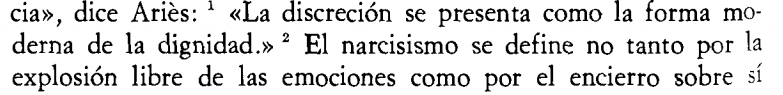 cia», dice Ariès: ¹ «La discreción se presenta como la forma mo-
derna de la dignidad.» ² El narcisismo se define no tanto por la
explosión libre de las emociones como por el encierro sobre sí